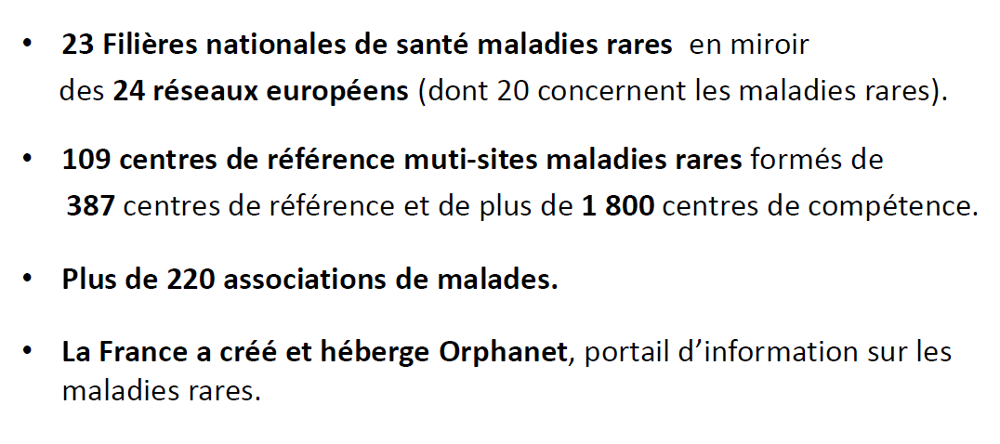 • 23 Filières nationales de santé maladies rares en miroir
des 24 réseaux européens (dont 20 concernent les maladies rares).
• 109 centres de référence muti-sites maladies rares formés de
387 centres de référence et de plus de 1 800 centres de compétence.
• Plus de 220 associations de malades.
• La France a créé et héberge Orphanet, portail d’information sur les
maladies rares.